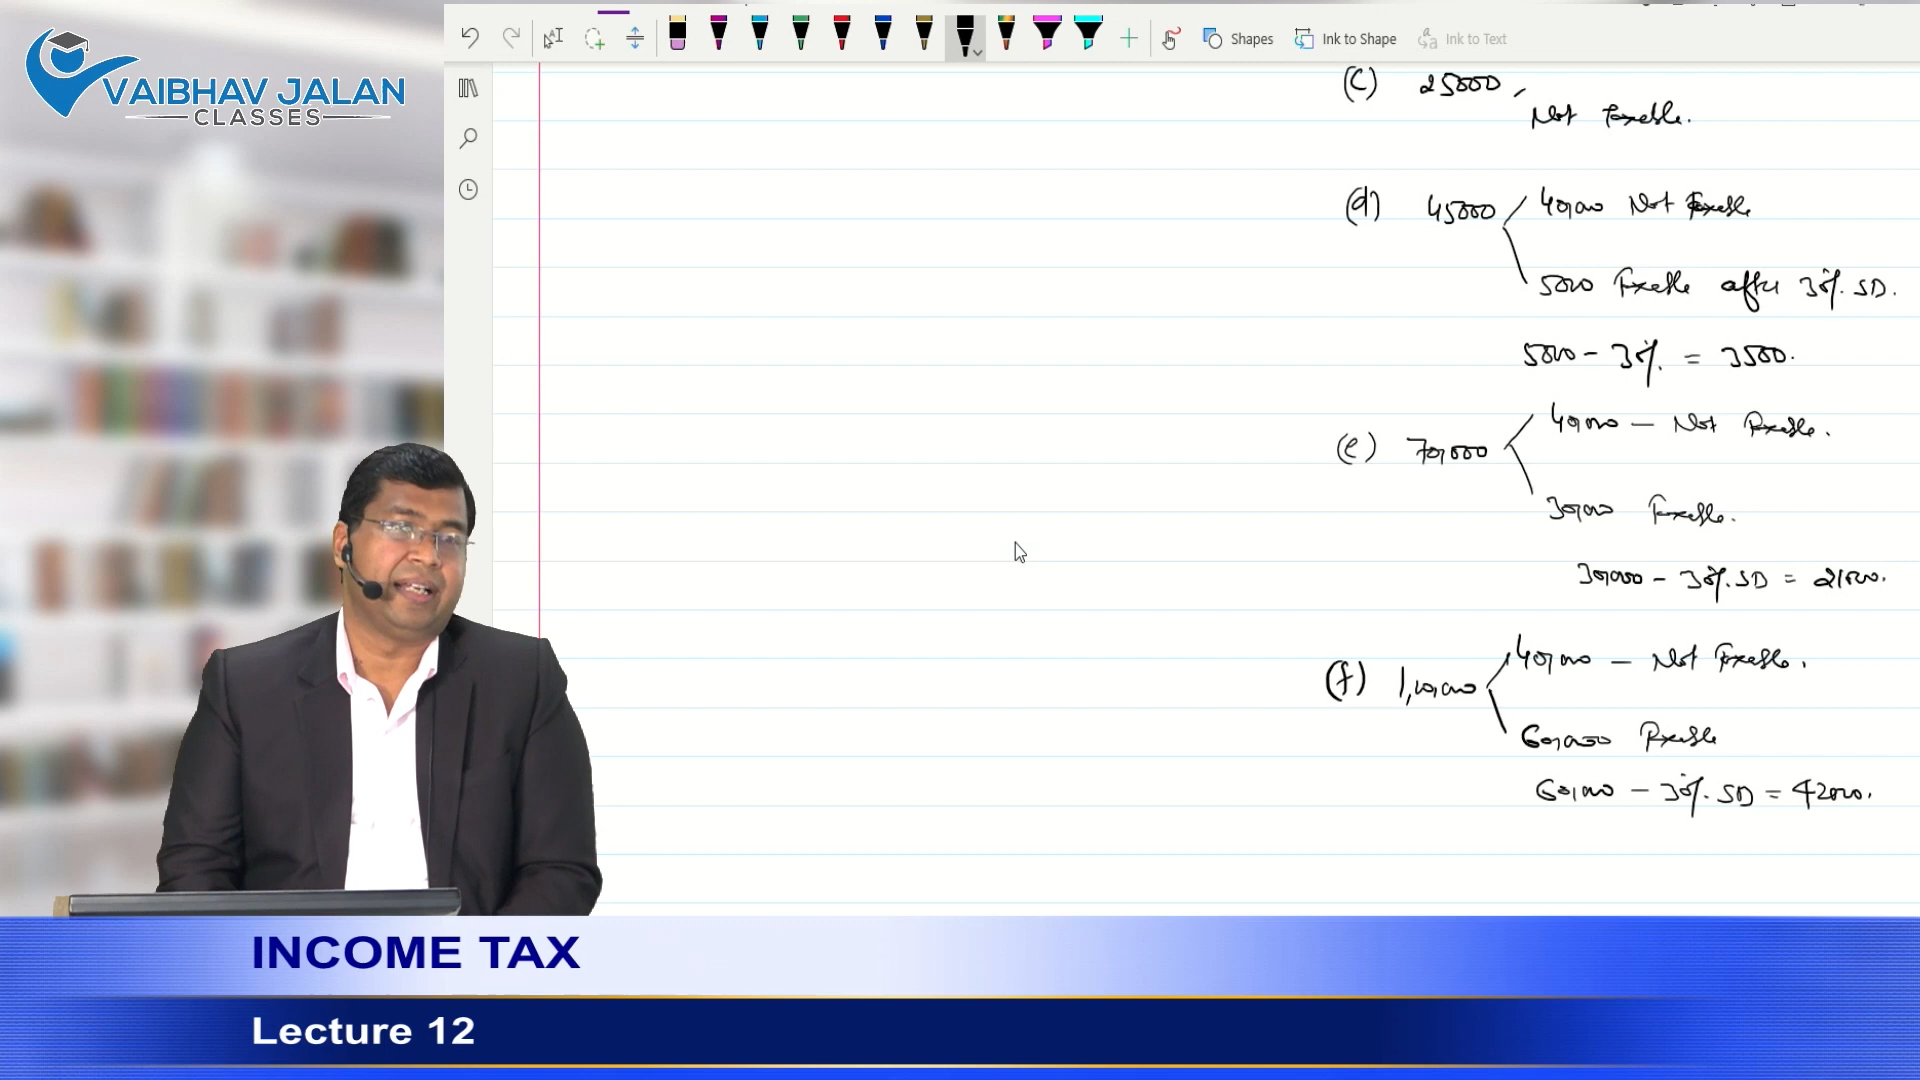 VAIBHAV JALAN
CLASSES
Shapes
Ink to Shape
Ink to Text
(c) 25000,
Not Taxable.
(d) 45000
40,000 Not Taxable
5000 Taxable after 30% SD.
5000 - 30% = 3500.
(e) 70,000
40,000 — Not Taxable.
30,000 Taxable.
30,000 - 30% SD = 21000.
(f) 1,00,000
40,000 — Not Taxable.
60,000 Taxable
60,000 - 30% SD = 42000.
INCOME TAX
Lecture 12